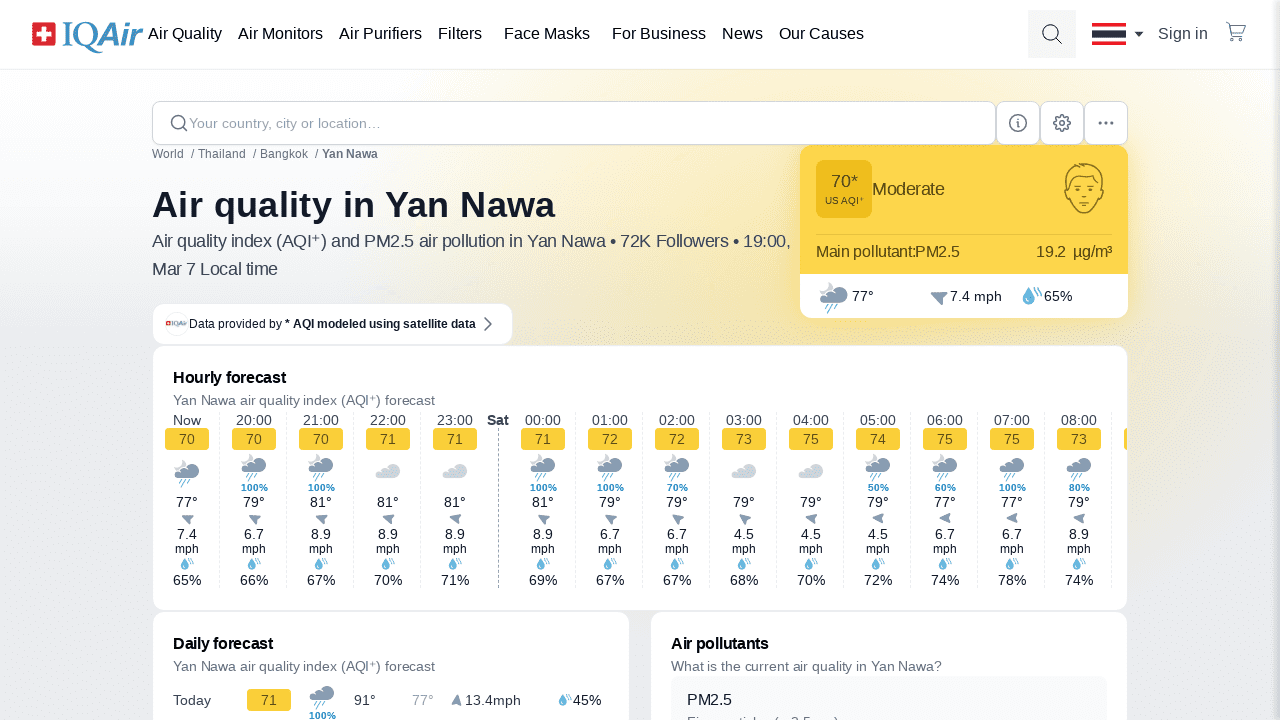 IQAir Air Quality Air Monitors Air Purifiers Filters Face Masks For Business News Our Causes Sign in
Your country, city or location…
World / Thailand / Bangkok / Yan Nawa
Air quality in Yan Nawa
Air quality index (AQI⁺) and PM2.5 air pollution in Yan Nawa • 72K Followers • 19:00,
Mar 7 Local time
70*
US AQI⁺
Moderate
Main pollutant:PM2.5 19.2 µg/m³
77° 7.4 mph 65%
Data provided by * AQI modeled using satellite data
Hourly forecast
Yan Nawa air quality index (AQI⁺) forecast
Now 20:00 21:00 22:00 23:00 Sat 00:00 01:00 02:00 03:00 04:00 05:00 06:00 07:00 08:00
70 70 70 71 71 71 72 72 73 75 74 75 75 73
100% 100% 100% 100% 70% 50% 60% 100% 80%
77° 79° 81° 81° 81° 81° 79° 79° 79° 79° 79° 77° 77° 79°
7.4 6.7 8.9 8.9 8.9 8.9 6.7 6.7 4.5 4.5 4.5 6.7 6.7 8.9
mph mph mph mph mph mph mph mph mph mph mph mph mph mph
65% 66% 67% 70% 71% 69% 67% 67% 68% 70% 72% 74% 78% 74%
Daily forecast
Yan Nawa air quality index (AQI⁺) forecast
Today 71 91° 77° 13.4mph 45%
100%
Air pollutants
What is the current air quality in Yan Nawa?
PM2.5